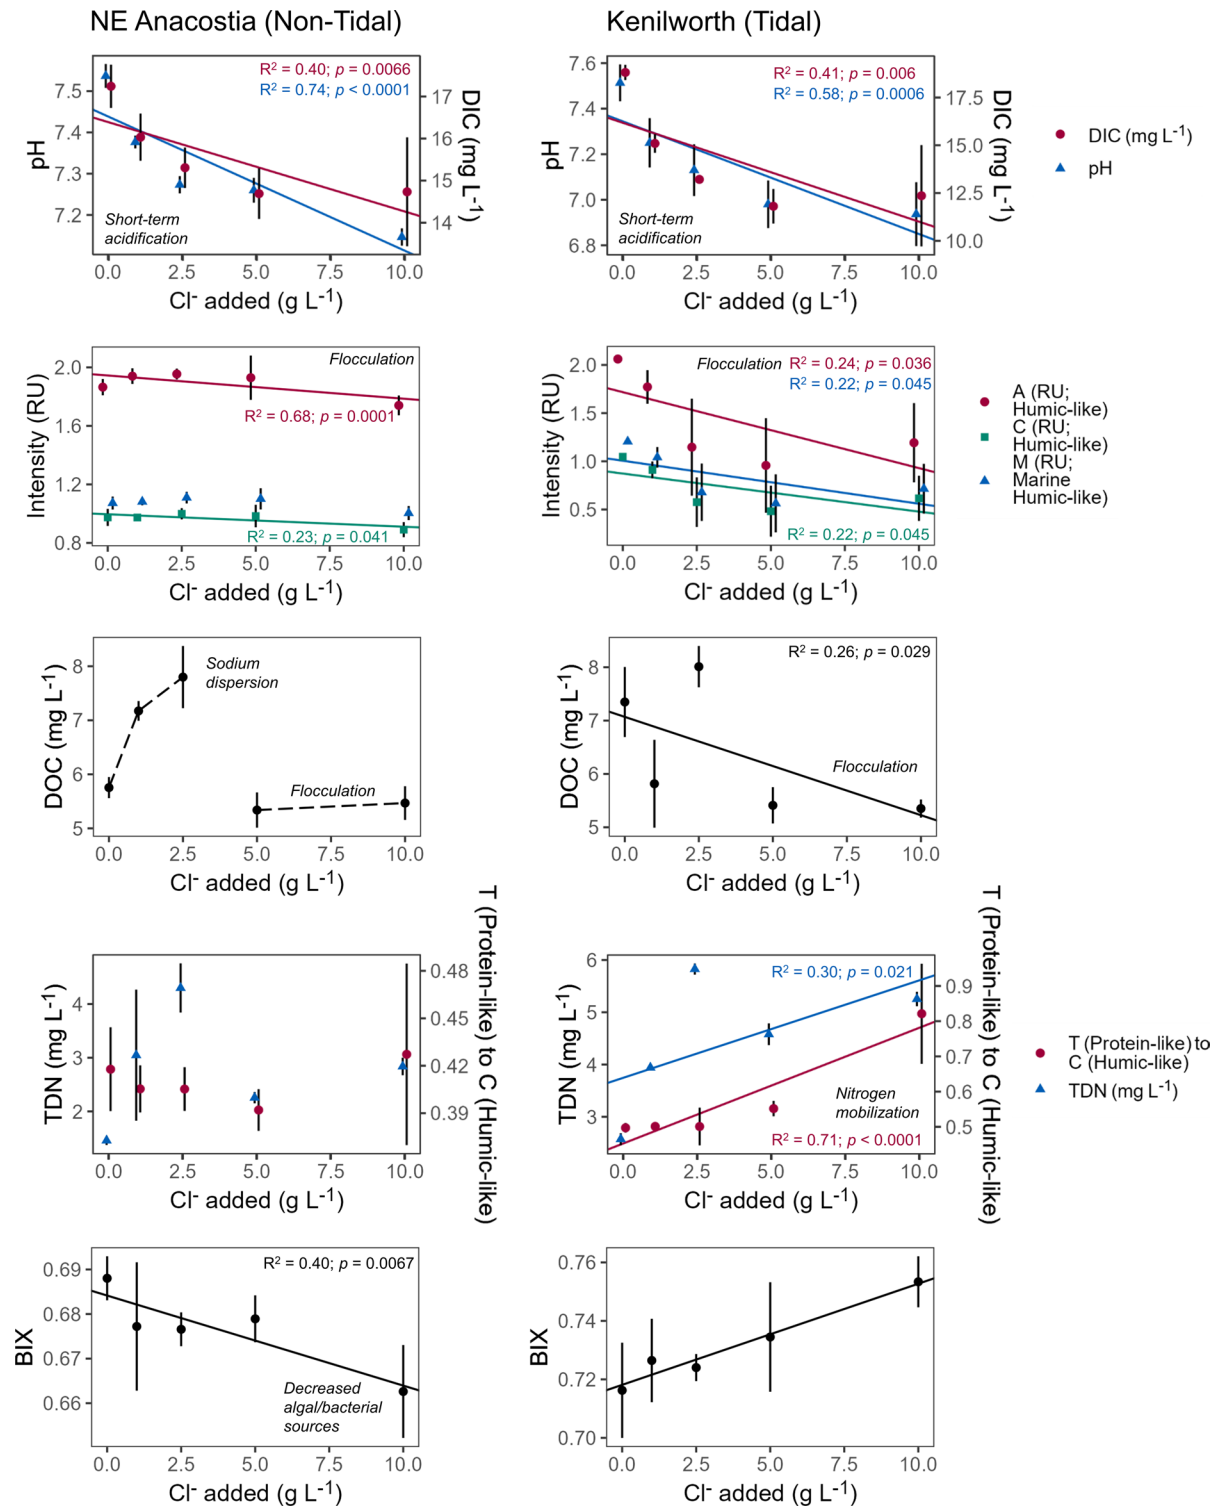 NE Anacostia (Non-Tidal)
Kenilworth (Tidal)
R² = 0.40; p = 0.0066
R² = 0.74; p < 0.0001
7.5
7.4
7.3
7.2
pH
17
16
15
14
DIC (mg L⁻¹)
Short-term
acidification
0.0 2.5 5.0 7.5 10.0
Cl⁻ added (g L⁻¹)
R² = 0.41; p = 0.006
R² = 0.58; p = 0.0006
7.6
7.4
7.2
7.0
6.8
pH
17.5
15.0
12.5
10.0
DIC (mg L⁻¹)
Short-term
acidification
0.0 2.5 5.0 7.5 10.0
Cl⁻ added (g L⁻¹)
DIC (mg L⁻¹)
pH
Flocculation
2.0
1.6
1.2
0.8
Intensity (RU)
R² = 0.68; p = 0.0001
R² = 0.23; p = 0.041
0.0 2.5 5.0 7.5 10.0
Cl⁻ added (g L⁻¹)
Flocculation
R² = 0.24; p = 0.036
R² = 0.22; p = 0.045
2.0
1.5
1.0
0.5
Intensity (RU)
R² = 0.22; p = 0.045
0.0 2.5 5.0 7.5 10.0
Cl⁻ added (g L⁻¹)
A (RU;
Humic-like)
C (RU;
Humic-like)
M (RU;
Marine
Humic-like)
8
7
6
5
DOC (mg L⁻¹)
Sodium
dispersion
Flocculation
0.0 2.5 5.0 7.5 10.0
Cl⁻ added (g L⁻¹)
R² = 0.26; p = 0.029
8
7
6
5
DOC (mg L⁻¹)
Flocculation
0.0 2.5 5.0 7.5 10.0
Cl⁻ added (g L⁻¹)
4
3
2
TDN (mg L⁻¹)
0.48
0.45
0.42
0.39
T (Protein-like) to C (Humic-like)
0.0 2.5 5.0 7.5 10.0
Cl⁻ added (g L⁻¹)
R² = 0.30; p = 0.021
6
5
4
3
TDN (mg L⁻¹)
0.9
0.8
0.7
0.6
0.5
T (Protein-like) to C (Humic-like)
Nitrogen
mobilization
R² = 0.71; p < 0.0001
0.0 2.5 5.0 7.5 10.0
Cl⁻ added (g L⁻¹)
T (Protein-like) to
C (Humic-like)
TDN (mg L⁻¹)
R² = 0.40; p = 0.0067
0.69
0.68
0.67
0.66
BIX
Decreased
algal/bacterial
sources
0.0 2.5 5.0 7.5 10.0
Cl⁻ added (g L⁻¹)
0.76
0.74
0.72
0.70
BIX
0.0 2.5 5.0 7.5 10.0
Cl⁻ added (g L⁻¹)